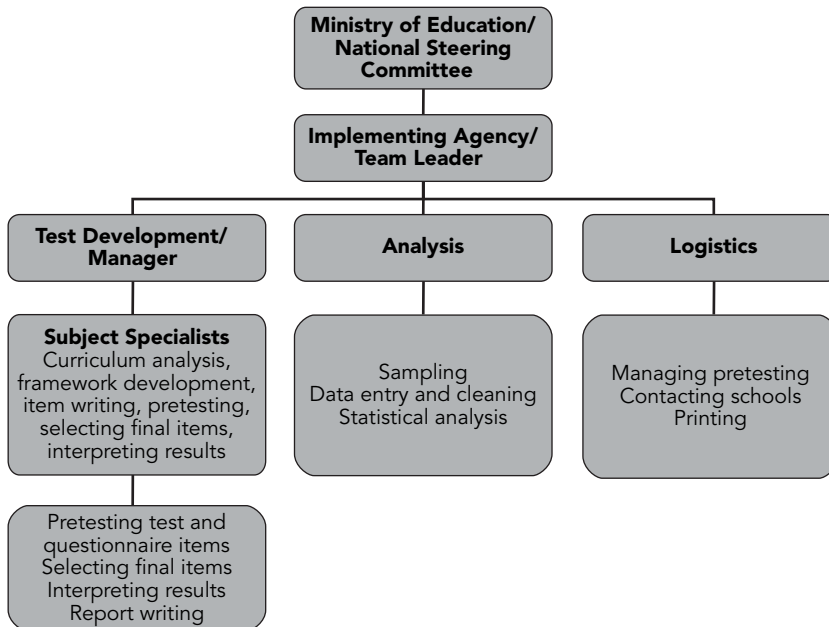 Ministry of Education/
National Steering
Committee
Implementing Agency/
Team Leader
Test Development/
Manager
Analysis
Logistics
Subject Specialists
Curriculum analysis,
framework development,
item writing, pretesting,
selecting final items,
interpreting results
Sampling
Data entry and cleaning
Statistical analysis
Managing pretesting
Contacting schools
Printing
Pretesting test and
questionnaire items
Selecting final items
Interpreting results
Report writing